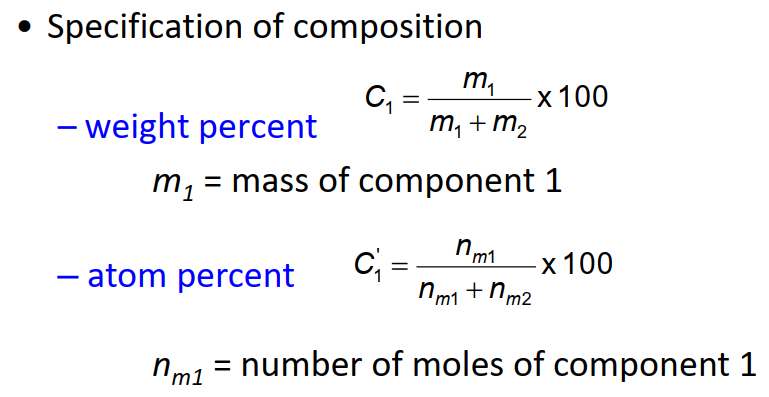 • Specification of composition
– weight percent C₁ = m₁ / (m₁ + m₂) x 100
m₁ = mass of component 1
– atom percent C₁' = nₘ₁ / (nₘ₁ + nₘ₂) x 100
nₘ₁ = number of moles of component 1